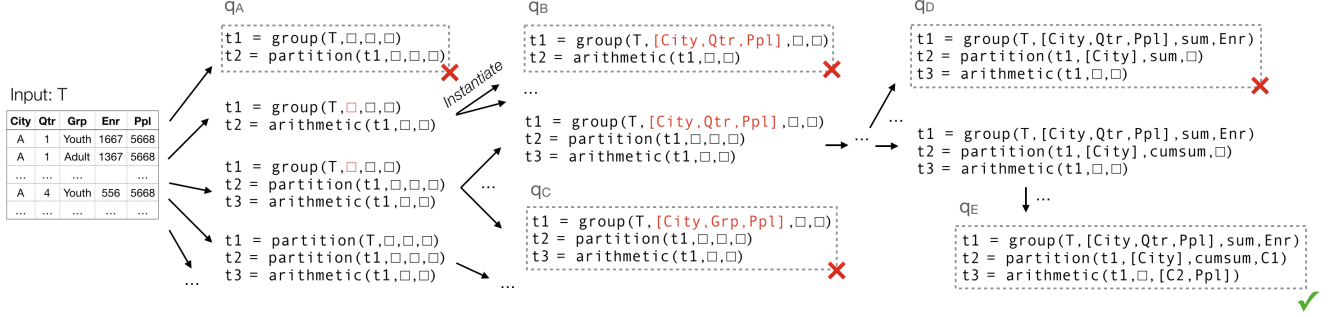 Input: T
City Qtr Grp Enr Ppl
A 1 Youth 1667 5668
A 1 Adult 1367 5668
... ... ... ... ...
A 4 Youth 556 5668
... ... ... ... ...
qA
t1 = group(T,□,□,□)
t2 = partition(t1,□,□,□)
t1 = group(T,□,□,□)
t2 = arithmetic(t1,□,□)
t1 = group(T,□,□,□)
t2 = partition(t1,□,□,□)
t3 = arithmetic(t1,□,□)
t1 = partition(T,□,□,□)
t2 = partition(t1,□,□,□)
t3 = arithmetic(t1,□,□)
...
Instantiate
qB
t1 = group(T,[City,Qtr,Ppl],□,□)
t2 = arithmetic(t1,□,□)
...
t1 = group(T,[City,Qtr,Ppl],□,□)
t2 = partition(t1,□,□,□)
t3 = arithmetic(t1,□,□)
...
qC
t1 = group(T,[City,Grp,Ppl],□,□)
t2 = partition(t1,□,□,□)
t3 = arithmetic(t1,□,□)
...
...
qD
t1 = group(T,[City,Qtr,Ppl],sum,Enr)
t2 = partition(t1,[City],sum,□)
t3 = arithmetic(t1,□,□)
...
t1 = group(T,[City,Qtr,Ppl],sum,Enr)
t2 = partition(t1,[City],cumsum,□)
t3 = arithmetic(t1,□,□)
...
qE
t1 = group(T,[City,Qtr,Ppl],sum,Enr)
t2 = partition(t1,[City],cumsum,C1)
t3 = arithmetic(t1,□,[C2,Ppl])